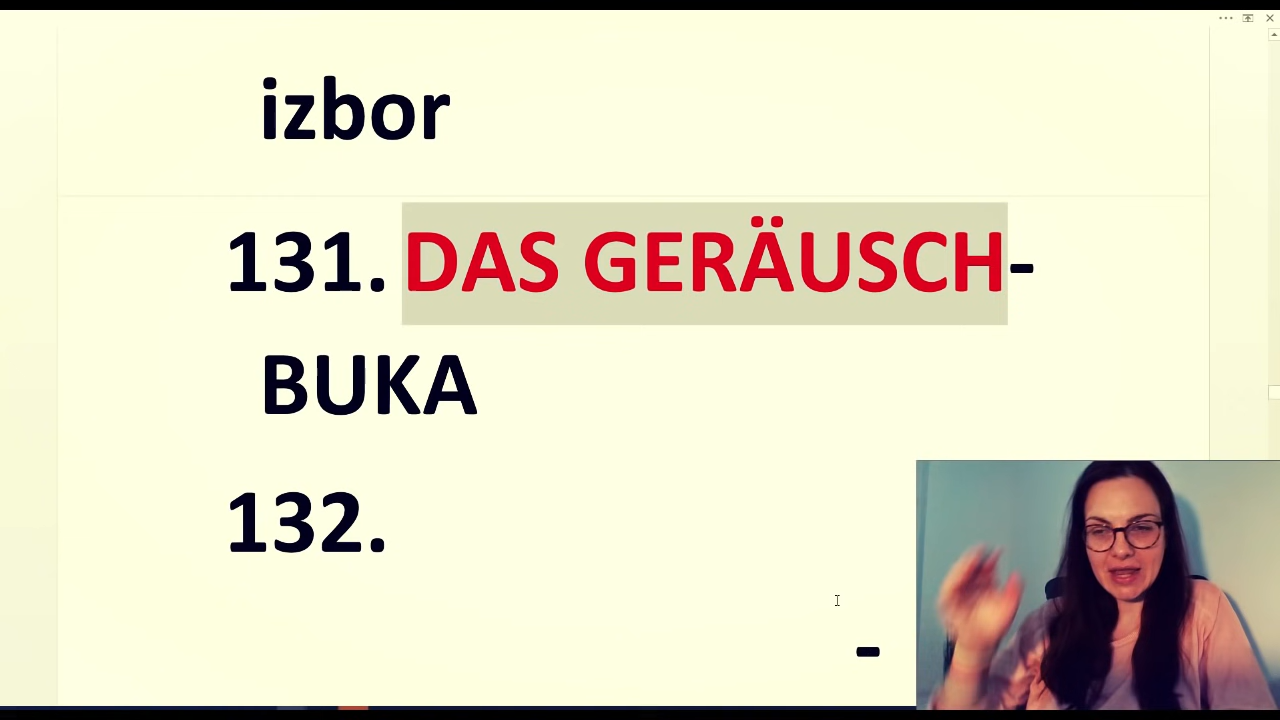 izbor
131. DAS GERÄUSCH-
BUKA
132.
-